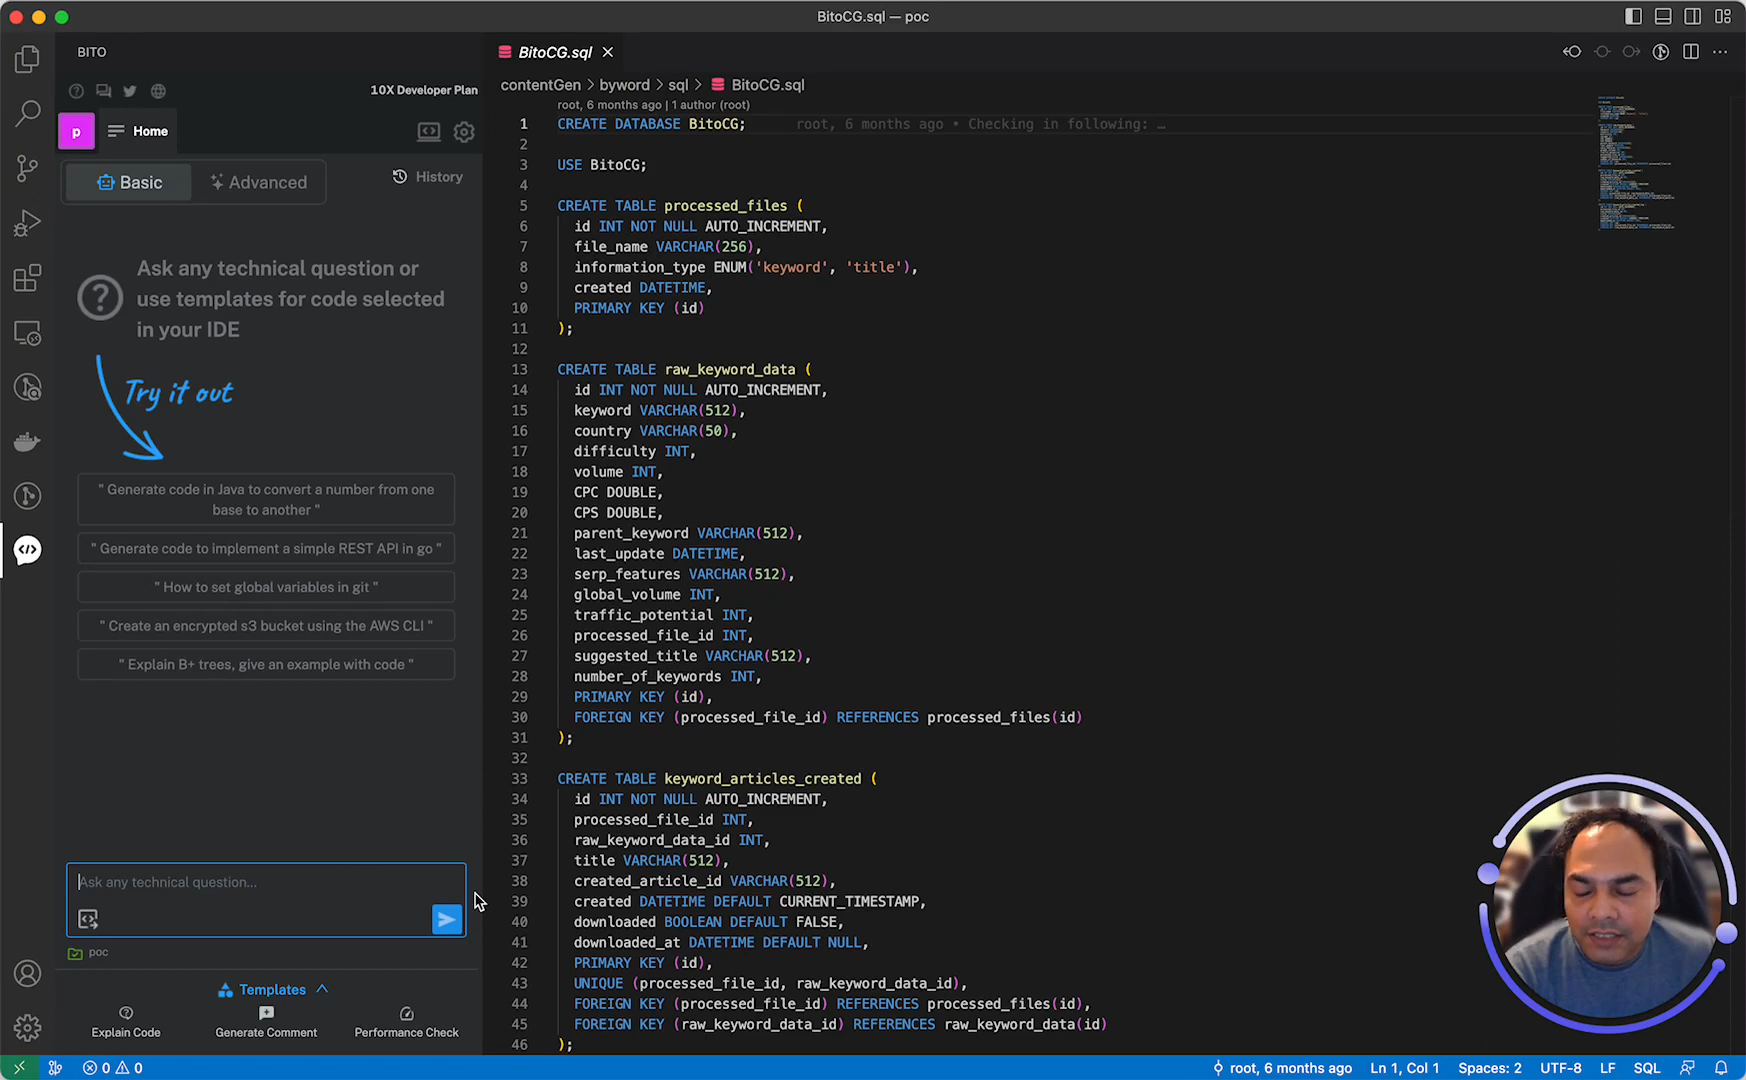 BitoCG.sql — poc
BITO
10X Developer Plan
p
Home
Basic
Advanced
History
Ask any technical question or
use templates for code selected
in your IDE
Try it out
" Generate code in Java to convert a number from one
base to another "
" Generate code to implement a simple REST API in go "
" How to set global variables in git "
" Create an encrypted s3 bucket using the AWS CLI "
" Explain B+ trees, give an example with code "
Ask any technical question...
poc
Templates
Explain Code
Generate Comment
Performance Check
BitoCG.sql
contentGen > byword > sql > BitoCG.sql
root, 6 months ago | 1 author (root)
1 CREATE DATABASE BitoCG; root, 6 months ago • Checking in following: …
2
3 USE BitoCG;
4
5 CREATE TABLE processed_files (
6 id INT NOT NULL AUTO_INCREMENT,
7 file_name VARCHAR(256),
8 information_type ENUM('keyword', 'title'),
9 created DATETIME,
10 PRIMARY KEY (id)
11 );
12
13 CREATE TABLE raw_keyword_data (
14 id INT NOT NULL AUTO_INCREMENT,
15 keyword VARCHAR(512),
16 country VARCHAR(50),
17 difficulty INT,
18 volume INT,
19 CPC DOUBLE,
20 CPS DOUBLE,
21 parent_keyword VARCHAR(512),
22 last_update DATETIME,
23 serp_features VARCHAR(512),
24 global_volume INT,
25 traffic_potential INT,
26 processed_file_id INT,
27 suggested_title VARCHAR(512),
28 number_of_keywords INT,
29 PRIMARY KEY (id),
30 FOREIGN KEY (processed_file_id) REFERENCES processed_files(id)
31 );
32
33 CREATE TABLE keyword_articles_created (
34 id INT NOT NULL AUTO_INCREMENT,
35 processed_file_id INT,
36 raw_keyword_data_id INT,
37 title VARCHAR(512),
38 created_article_id VARCHAR(512),
39 created DATETIME DEFAULT CURRENT_TIMESTAMP,
40 downloaded BOOLEAN DEFAULT FALSE,
41 downloaded_at DATETIME DEFAULT NULL,
42 PRIMARY KEY (id),
43 UNIQUE (processed_file_id, raw_keyword_data_id),
44 FOREIGN KEY (processed_file_id) REFERENCES processed_files(id),
45 FOREIGN KEY (raw_keyword_data_id) REFERENCES raw_keyword_data(id)
46 );
0 0
root, 6 months ago
Ln 1, Col 1
Spaces: 2
UTF-8
LF
SQL